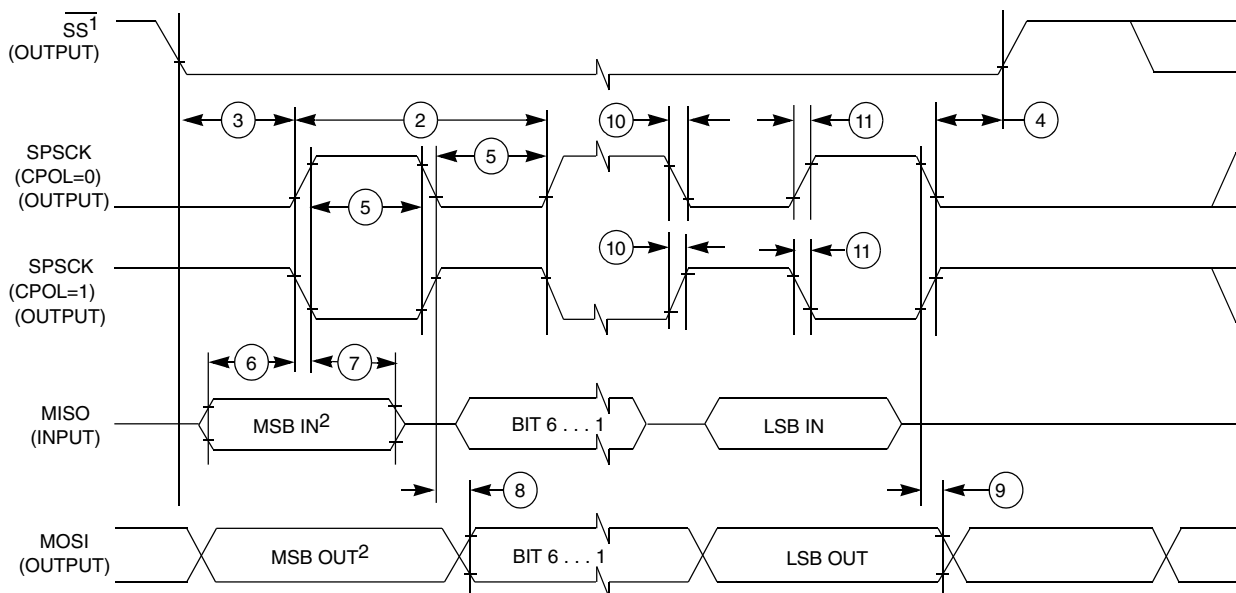 SS1
(OUTPUT)
3
2
10
11
4
SPSCK
(CPOL=0)
(OUTPUT)
5
5
SPSCK
(CPOL=1)
(OUTPUT)
10
11
6
7
MISO
(INPUT)
MSB IN2
BIT 6 . . . 1
LSB IN
8
9
MOSI
(OUTPUT)
MSB OUT2
BIT 6 . . . 1
LSB OUT